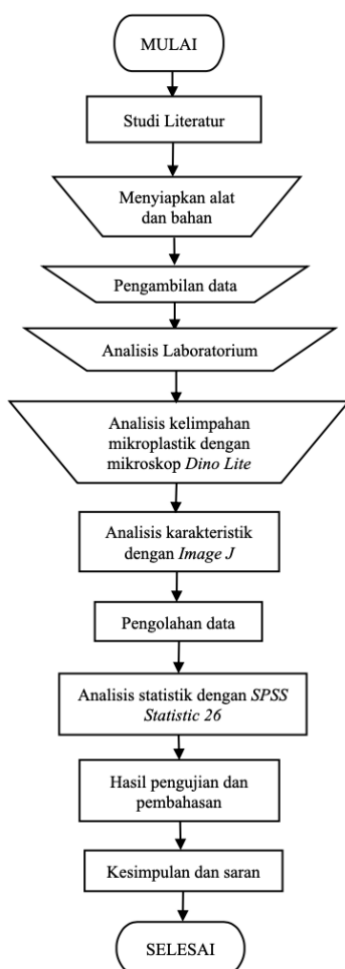 MULAI
Studi Literatur
Menyiapkan alat
dan bahan
Pengambilan data
Analisis Laboratorium
Analisis kelimpahan
mikroplastik dengan
mikroskop Dino Lite
Analisis karakteristik
dengan Image J
Pengolahan data
Analisis statistik dengan SPSS
Statistic 26
Hasil pengujian dan
pembahasan
Kesimpulan dan saran
SELESAI